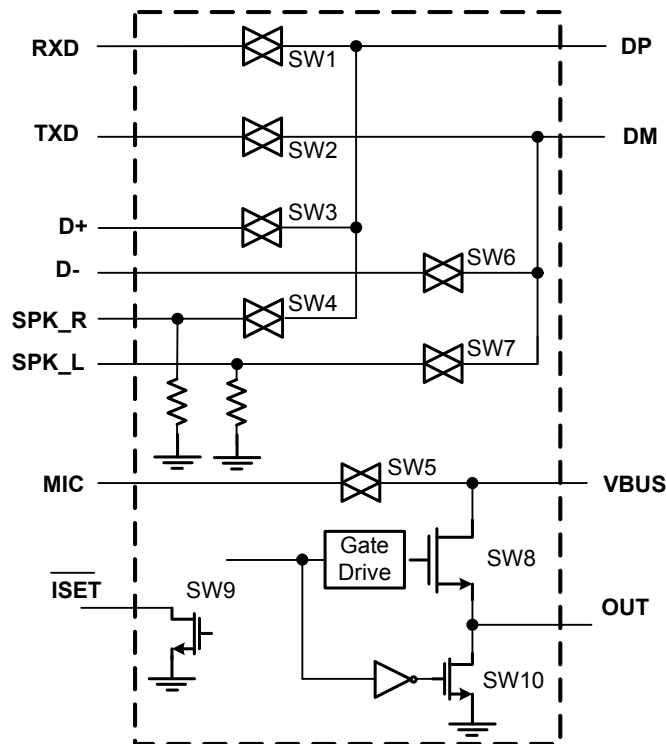 RXD
SW1
DP
TXD
SW2
DM
D+
SW3
D-
SW6
SPK_R
SW4
SPK_L
SW7
MIC
SW5
VBUS
Gate
Drive
SW8
ISET
SW9
OUT
SW10